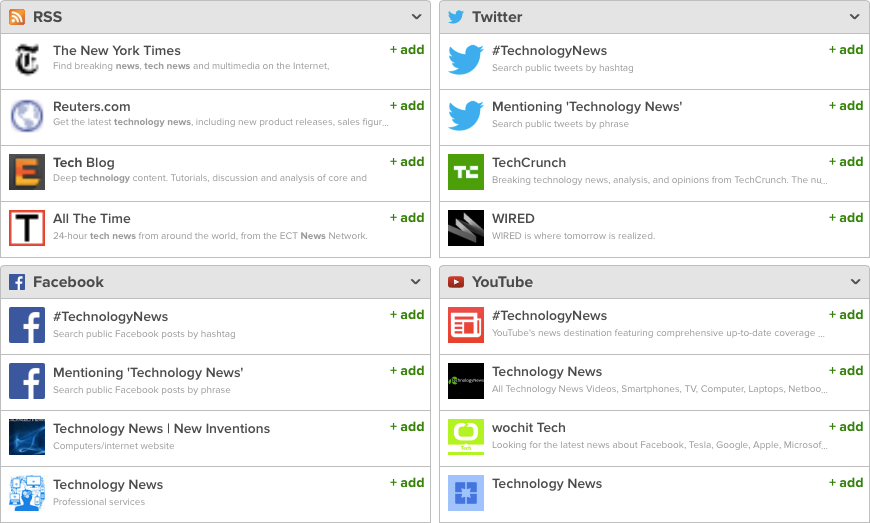 RSS
The New York Times
+ add
Find breaking news, tech news and multimedia on the Internet,
Reuters.com
+ add
Get the latest technology news, including new product releases, sales figur...
Tech Blog
+ add
Deep technology content. Tutorials, discussion and analysis of core and
All The Time
+ add
24-hour tech news from around the world, from the ECT News Network.
Twitter
#TechnologyNews
+ add
Search public tweets by hashtag
Mentioning 'Technology News'
+ add
Search public tweets by phrase
TechCrunch
+ add
Breaking technology news, analysis, and opinions from TechCrunch. The nu...
WIRED
+ add
WIRED is where tomorrow is realized.
Facebook
#TechnologyNews
+ add
Search public Facebook posts by hashtag
Mentioning 'Technology News'
+ add
Search public Facebook posts by phrase
Technology News | New Inventions
+ add
Computers/internet website
Technology News
+ add
Professional services
YouTube
#TechnologyNews
+ add
YouTube's news destination featuring comprehensive up-to-date coverage ...
Technology News
+ add
All Technology News Videos, Smartphones, TV, Computer, Laptops, Netboo...
wochit Tech
+ add
Looking for the latest news about Facebook, Tesla, Google, Apple, Microsof...
Technology News
+ add